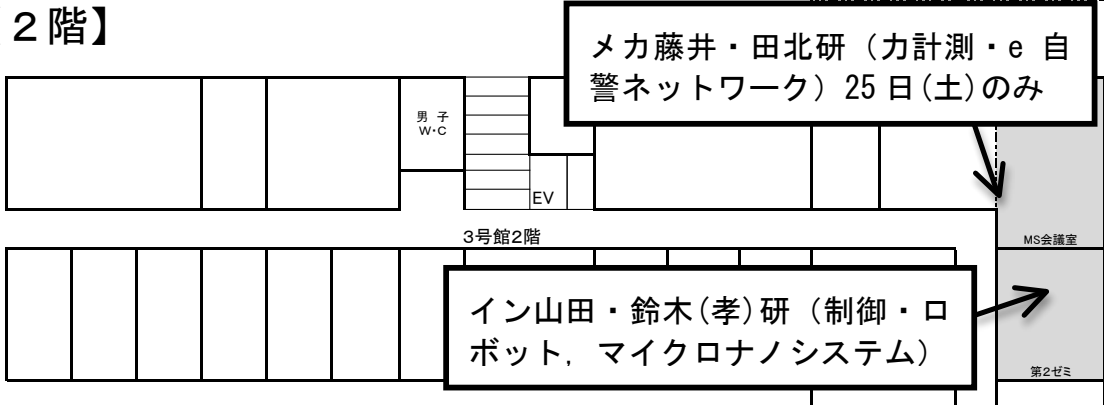 ２階】
メカ藤井・田北研（力計測・e 自
警ネットワーク）25 日(土)のみ
男 子
W・C
EV
3号館2階
MS会議室
イン山田・鈴木(孝)研（制御・ロ
ボット，マイクロナノシステム）
第2ゼミ